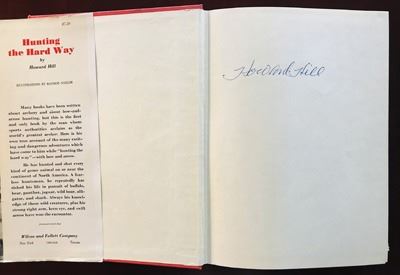 $7.50
Hunting
the Hard Way
by
Howard Hill
ILLUSTRATIONS BY
Many books have been written
about archery and about bow-and-
arrow hunting, but this is the first
and only book by the man whom
sports authorities acclaim as the
world's greatest archer. Here is his
own true account of the many exciting
and dangerous adventures which
have come to him while "hunting the
hard way"—with bow and arrow.
He has hunted and shot every
kind of game animal on or near the
continent of North America. A fear-
less huntsman, he repeatedly has
risked his life in pursuit of buffalo,
bear, panther, jaguar, wild boar, alli-
gator, and shark. Always his knowl-
edge of these wild creatures, plus his
strong right arm, keen eye, and swift
arrow have won the encounter.
Wilcox and Follett Company
New York Chicago Toronto
Howard Hill